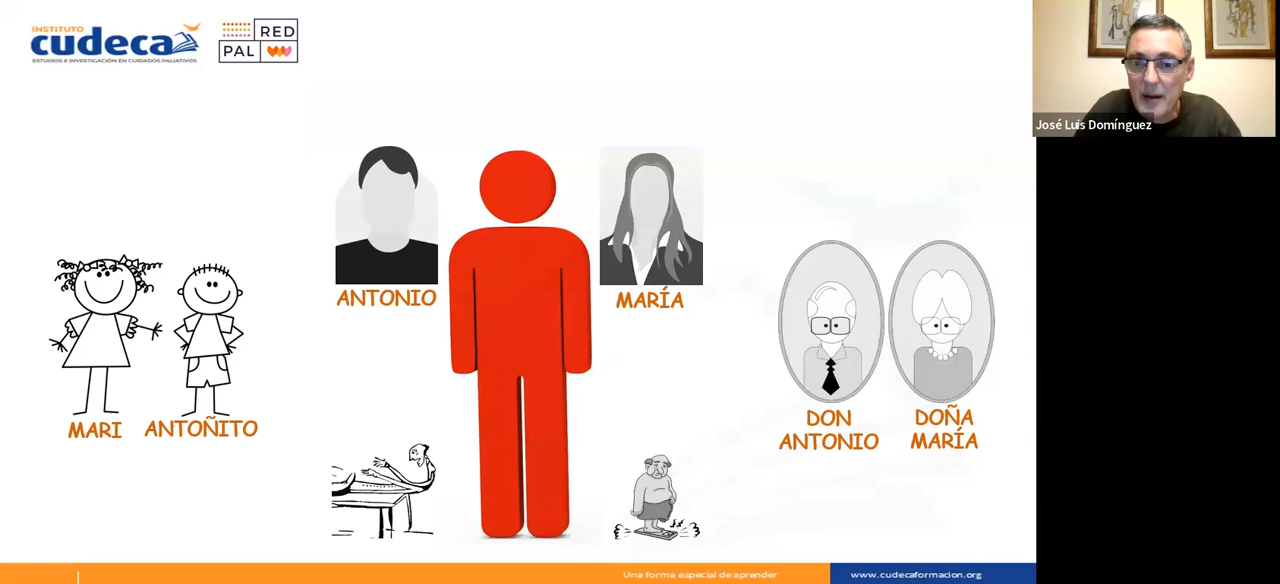 INSTITUTO
cudeca
ESTUDIOS E INVESTIGACIÓN EN CUIDADOS PALIATIVOS
RED
PAL
José Luis Domínguez
ANTONIO
MARÍA
MARI
ANTOÑITO
DON
ANTONIO
DOÑA
MARÍA
Una forma especial de aprender
www.cudecaformacion.org